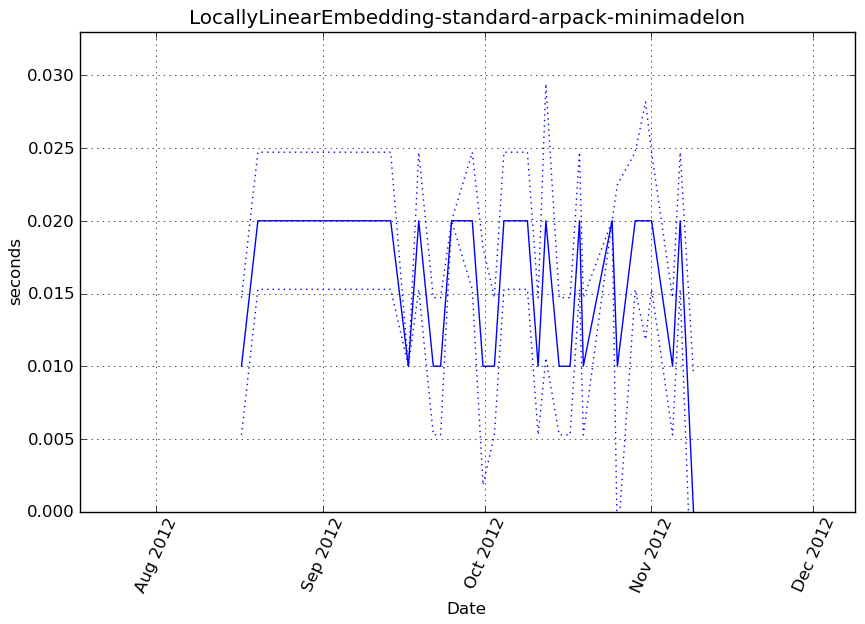 LocallyLinearEmbedding-standard-arpack-minimadelon
0.030
0.025
0.020
0.015
0.010
0.005
0.000
seconds
Aug 2012
Sep 2012
Oct 2012
Nov 2012
Dec 2012
Date